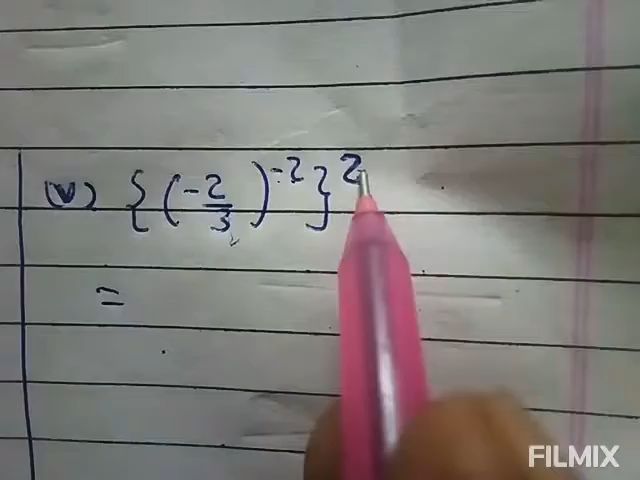 (v) {(-2/3)^-2}^2
=
FILMIX